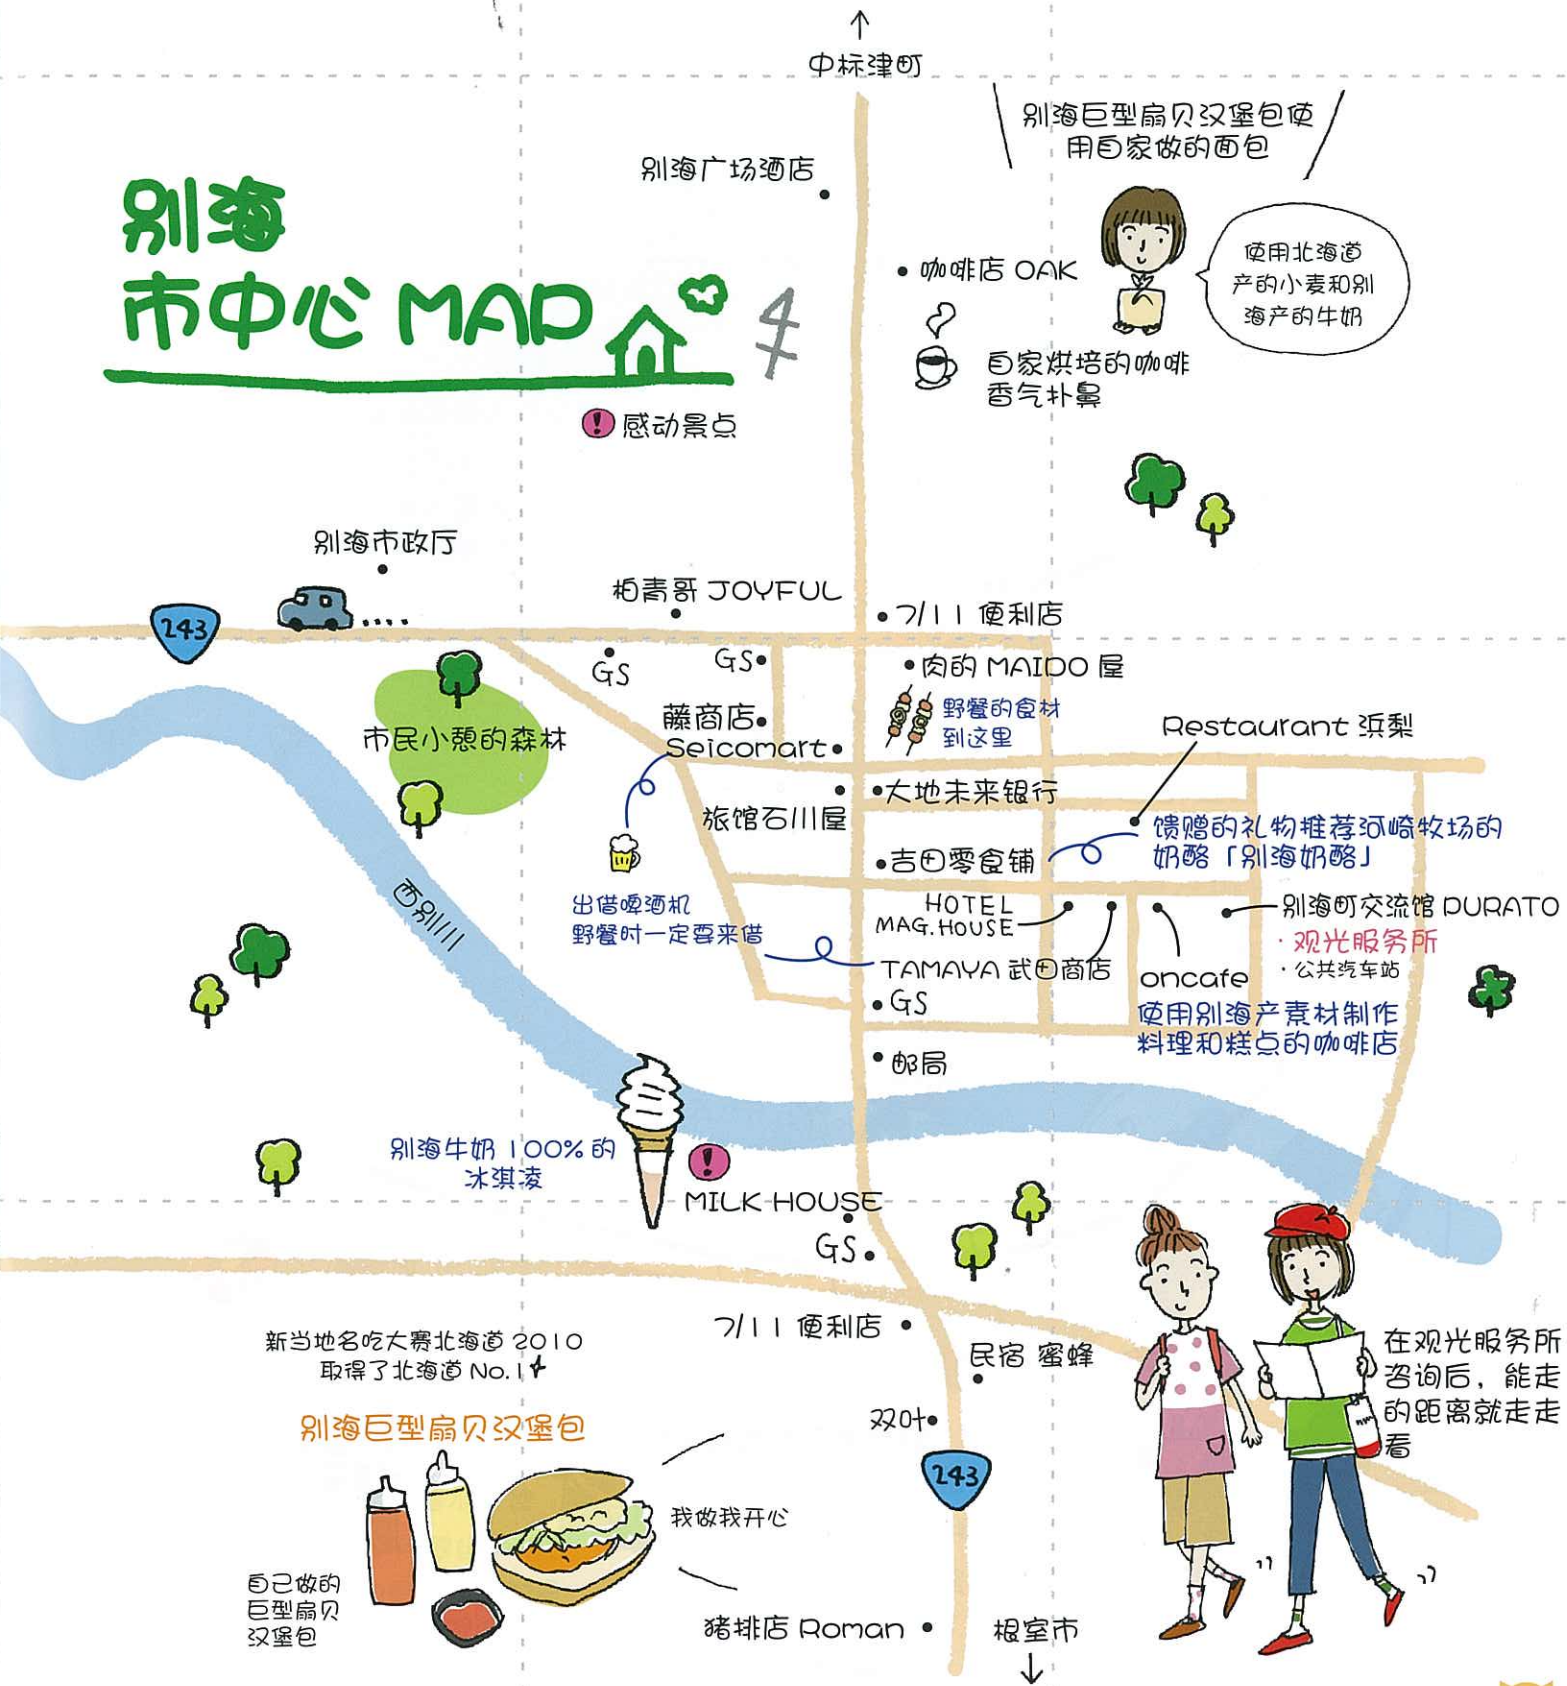 中标津町
别海巨型扇贝汉堡包使
用自家做的面包
别海广场酒店
别海
市中心 MAP
咖啡店 OAK
使用北海道
产的小麦和别
海产的牛奶
自家烘培的咖啡
香气扑鼻
感动景点
别海市政厅
柏青哥 JOYFUL
7/11 便利店
243
GS
GS
肉的 MAIDO 屋
野餐的食材
到这里
藤商店
Seicomart
Restaurant 浜梨
市民小憩的森林
大地未来银行
旅馆石川屋
馈赠的礼物推荐河崎牧场的
奶酪「别海奶酪」
吉田零食铺
出借啤酒机
野餐时一定要来借
西别川
HOTEL
MAG.HOUSE
别海町交流馆 PURATO
·观光服务所
·公共汽车站
TAMAYA 武田商店
oncafe
使用别海产素材制作
料理和糕点的咖啡店
GS
邮局
别海牛奶 100% 的
冰淇凌
MILK HOUSE
GS
7/11 便利店
民宿 蜜蜂
新当地名吃大赛北海道 2010
取得了北海道 No.1
别海巨型扇贝汉堡包
双叶
243
在观光服务所
咨询后，能走
的距离就走走
看
我做我开心
自己做的
巨型扇贝
汉堡包
猪排店 Roman
根室市